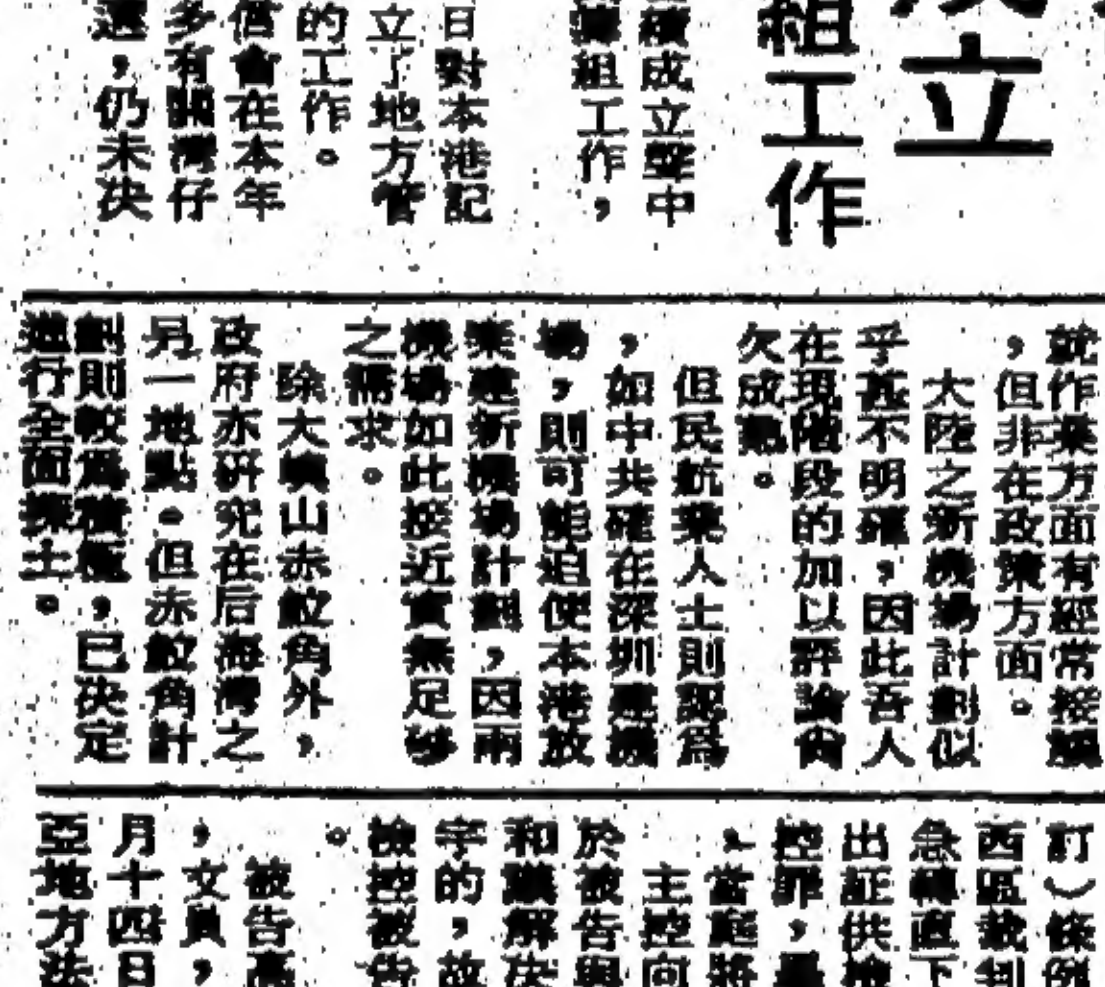 立
組工作
續成立聲中
組工作，
日對本港記
立了地方管
的工作。
信會在本年
多有關灣仔
選，仍未決
就作業方面有經常接觸
，但非在政策方面。
大陸之新機場計劃似
乎甚不明確，因此吾人
在現階段的加以評論尙
欠成熟。
但民航業人士則認爲
，如中共確在深圳建機
場，則可能迫使本港放
棄建新機場計劃，因兩
機場如此接近實無足夠
之需求。
除大嶼山赤鱲角外，
政府亦研究在后海灣之
另一地點。但赤鱲角計
劃則較爲積極，已決定
進行全面探土。
訂）條例
西區裁判
急轉直下
出証供後
控罪，
當庭將
主控向
於被告與
和講解決
字的，故
檢控被告
。
被告
，文員，
月十四日
亞地方法